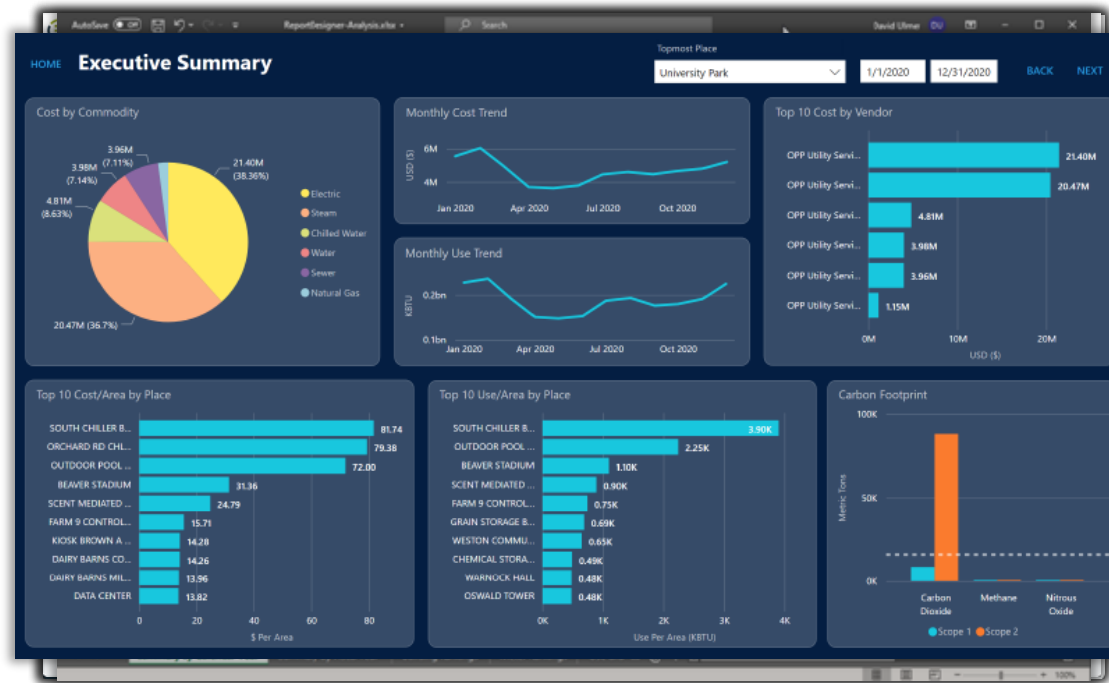 AutoSave Off
ReportDesigner-Analysis.xlsx
Search
David Ulmer DU
HOME Executive Summary
Topmost Place
University Park
1/1/2020 12/31/2020
BACK NEXT
Cost by Commodity
3.96M
(7.11%)
3.98M
(7.14%)
4.81M
(8.63%)
21.40M
(38.36%)
20.47M (36.7%)
Electric
Steam
Chilled Water
Water
Sewer
Natural Gas
Monthly Cost Trend
USD ($)
6M
4M
Jan 2020 Apr 2020 Jul 2020 Oct 2020
Monthly Use Trend
KBTU
0.2bn
0.1bn
Jan 2020 Apr 2020 Jul 2020 Oct 2020
Top 10 Cost by Vendor
OPP Utility Servi... 21.40M
OPP Utility Servi... 20.47M
OPP Utility Servi... 4.81M
OPP Utility Servi... 3.98M
OPP Utility Servi... 3.96M
OPP Utility Servi... 1.15M
0M 10M 20M
USD ($)
Top 10 Cost/Area by Place
SOUTH CHILLER B... 81.74
ORCHARD RD CHL... 79.38
OUTDOOR POOL ... 72.00
BEAVER STADIUM 31.36
SCENT MEDIATED ... 24.79
FARM 9 CONTROL... 15.71
KIOSK BROWN A ... 14.28
DAIRY BARNS CO... 14.26
DAIRY BARNS MIL... 13.96
DATA CENTER 13.82
0 20 40 60 80
$ Per Area
Top 10 Use/Area by Place
SOUTH CHILLER B... 3.90K
OUTDOOR POOL ... 2.25K
BEAVER STADIUM 1.10K
SCENT MEDIATED ... 0.90K
FARM 9 CONTROL... 0.75K
GRAIN STORAGE B... 0.69K
WESTON COMMU... 0.65K
CHEMICAL STORA... 0.49K
WARNOCK HALL 0.48K
OSWALD TOWER 0.48K
0K 1K 2K 3K 4K
Use Per Area (KBTU)
Carbon Footprint
Metric Tons
100K
50K
0K
Carbon Dioxide
Methane
Nitrous Oxide
Scope 1 Scope 2
100%